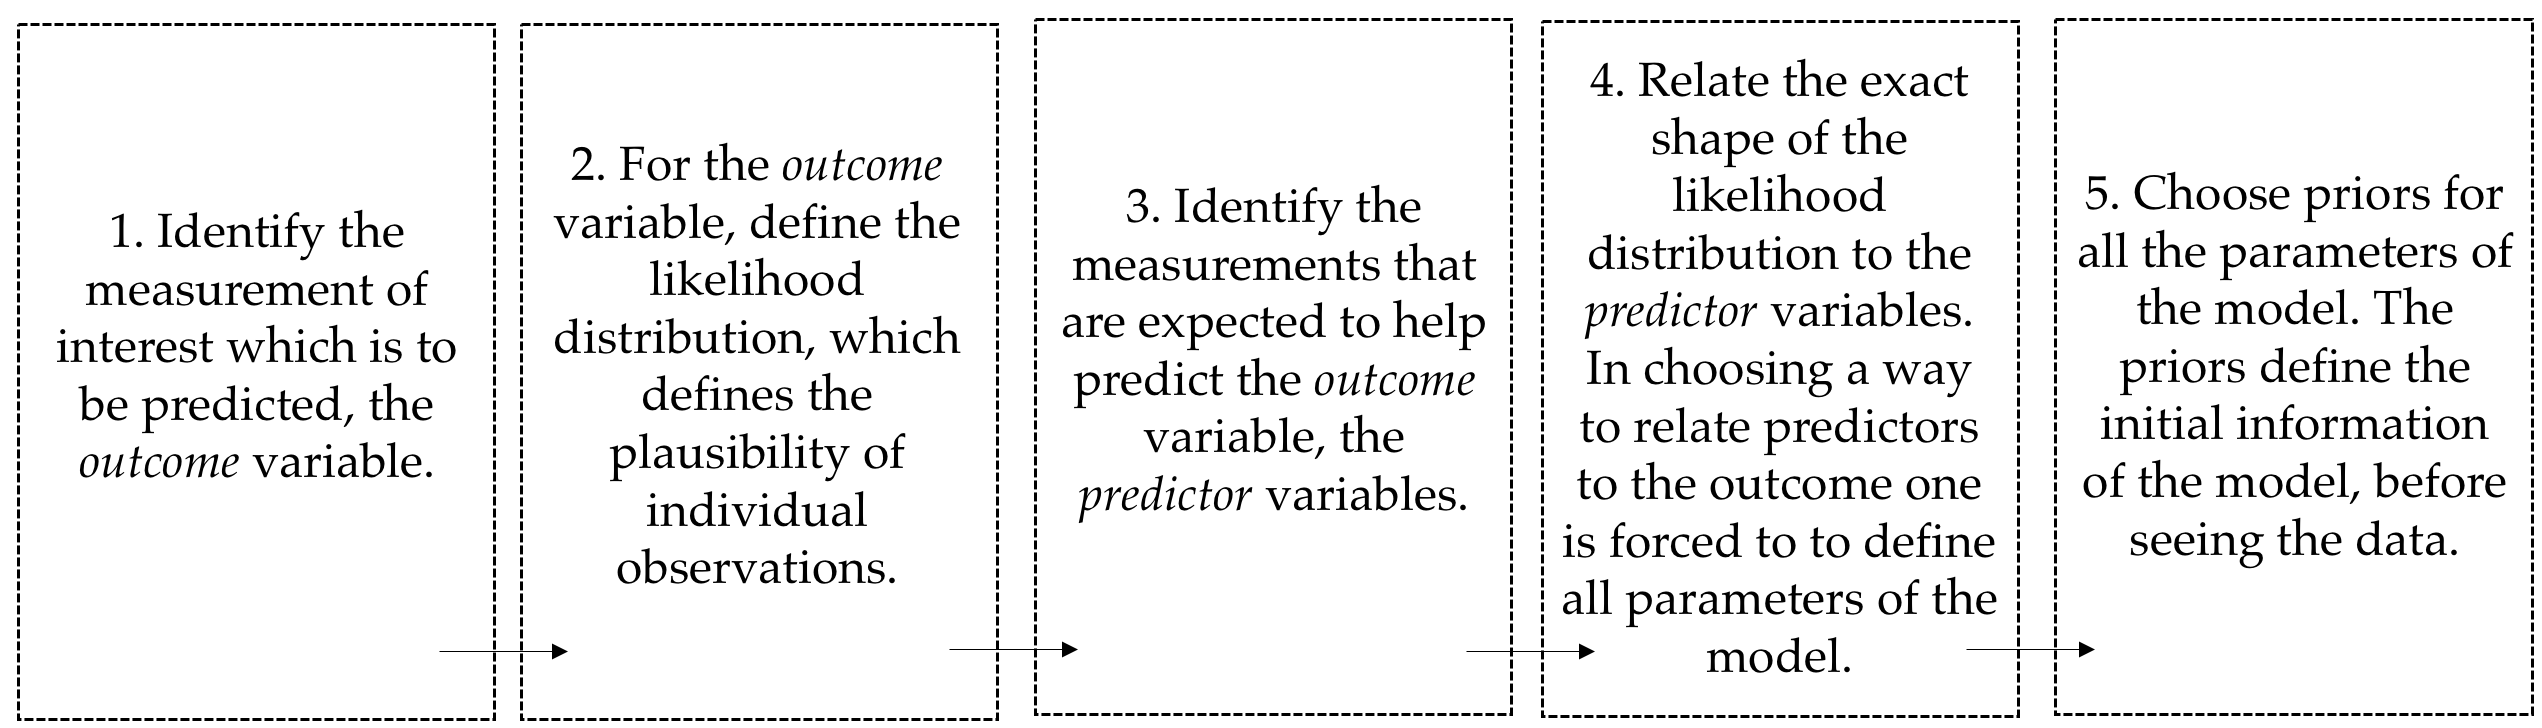 1. Identify the
measurement of
interest which is to
be predicted, the
outcome variable.
2. For the outcome
variable, define the
likelihood
distribution, which
defines the
plausibility of
individual
observations.
3. Identify the
measurements that
are expected to help
predict the outcome
variable, the
predictor variables.
4. Relate the exact
shape of the
likelihood
distribution to the
predictor variables.
In choosing a way
to relate predictors
to the outcome one
is forced to to define
all parameters of the
model.
5. Choose priors for
all the parameters of
the model. The
priors define the
initial information
of the model, before
seeing the data.